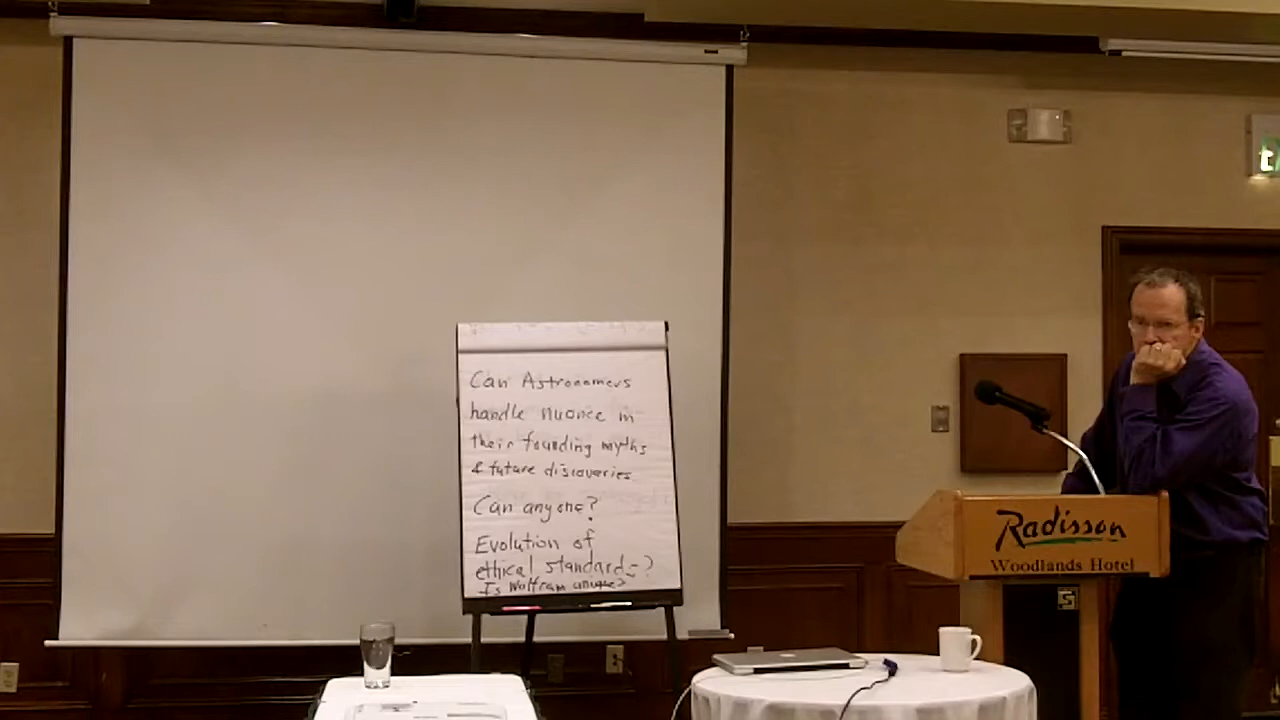 Can Astronomers
handle nuance in
their founding myths
& future discoveries
Can anyone?
Evolution of
ethical standards?
Is Wolfram unique?
Radisson
Woodlands Hotel